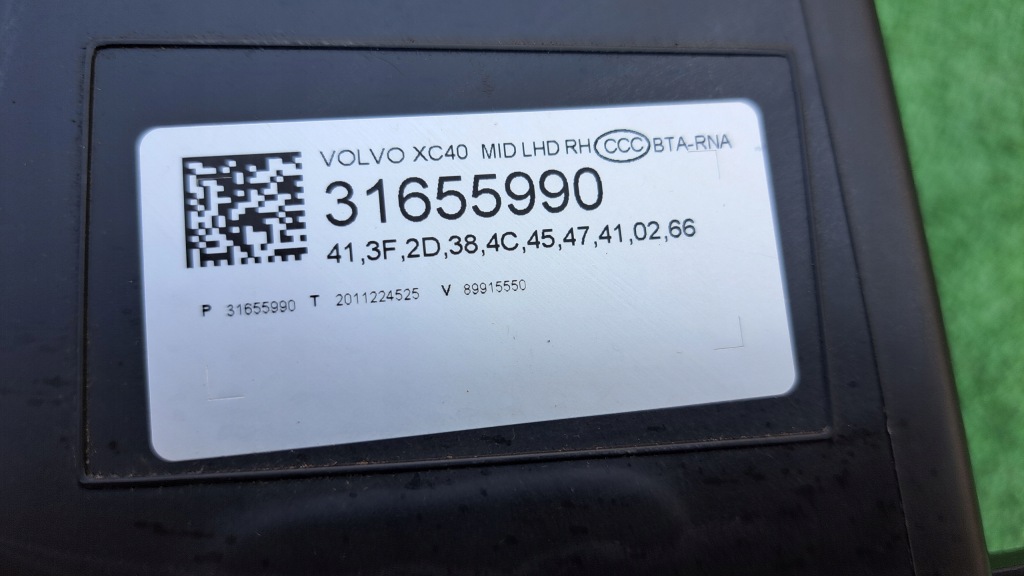 VOLVO XC40 MID LHD RH CCC BTA-RNA
31655990
41,3F,2D,38,4C,45,47,41,02,66
P 31655990 T 2011224525 V 89915550